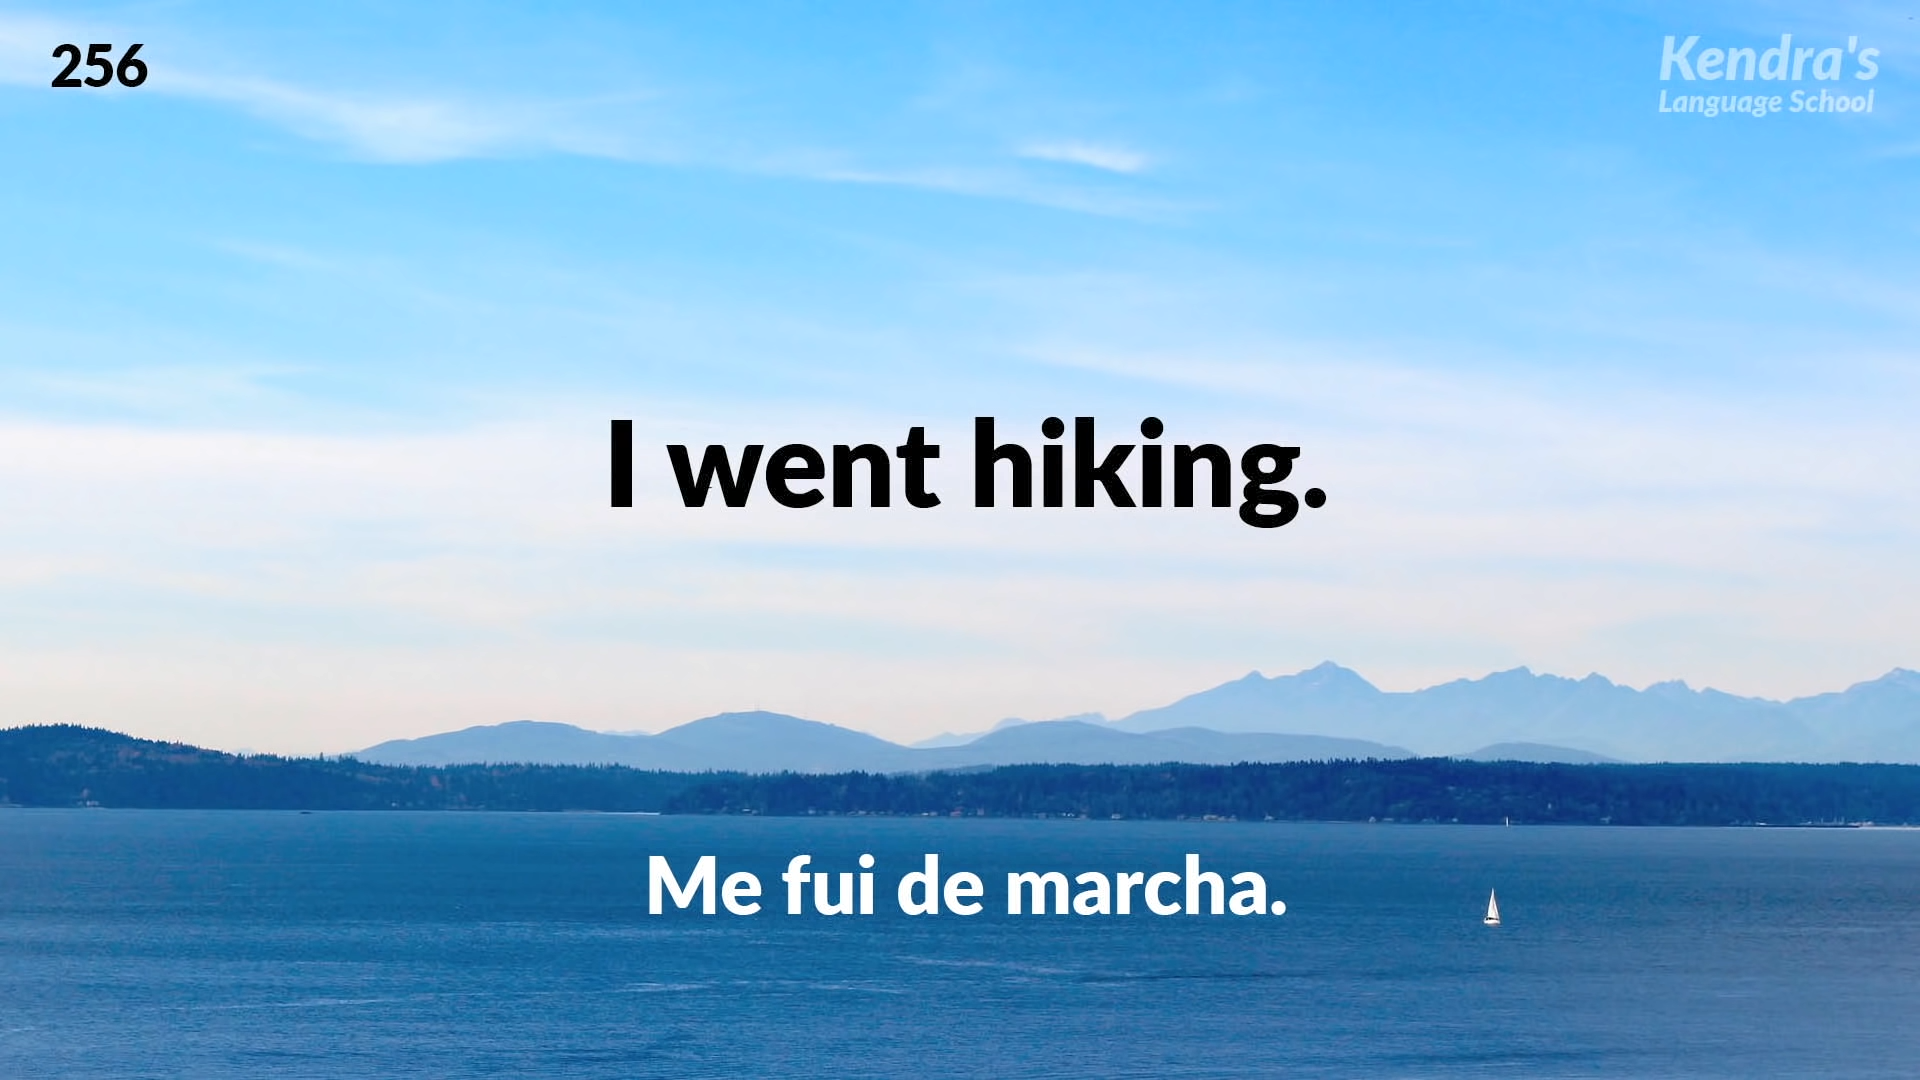 256
Kendra's
Language School
I went hiking.
Me fui de marcha.